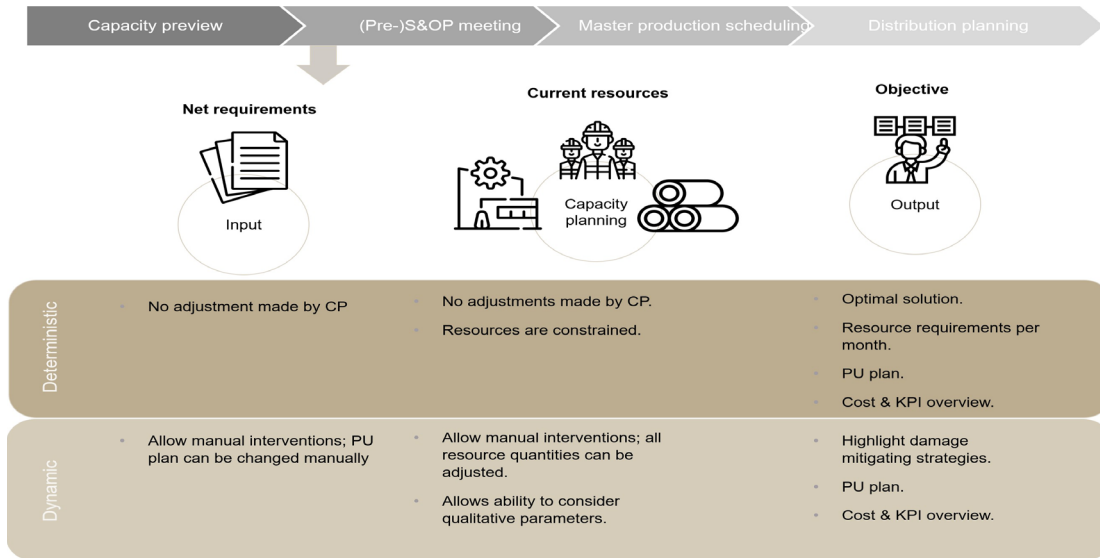 Capacity preview
(Pre-)S&OP meeting
Master production scheduling
Distribution planning
Net requirements
Current resources
Objective
Input
Capacity
planning
Output
Deterministic
• No adjustment made by CP
• No adjustments made by CP.
• Resources are constrained.
• Optimal solution.
• Resource requirements per
month.
• PU plan.
• Cost & KPI overview.
Dynamic
• Allow manual interventions; PU
plan can be changed manually
• Allow manual interventions; all
resource quantities can be
adjusted.
• Allows ability to consider
qualitative parameters.
• Highlight damage
mitigating strategies.
• PU plan.
• Cost & KPI overview.